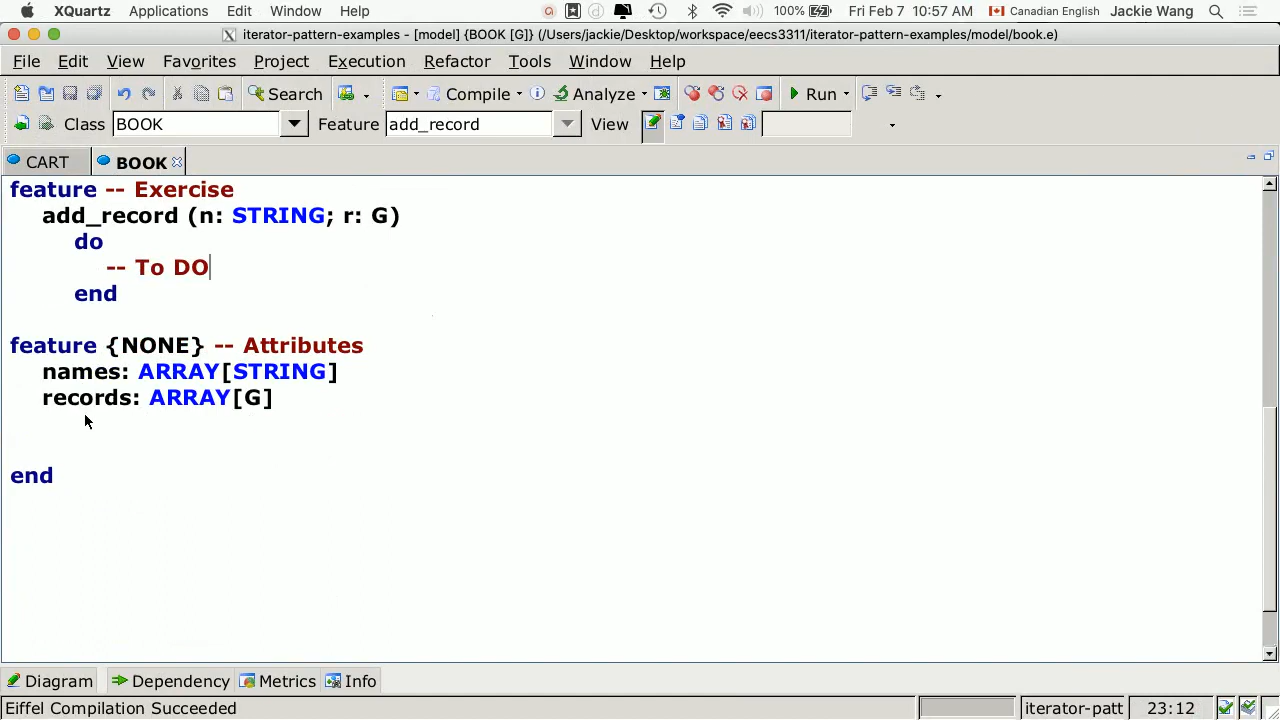 XQuartz Applications Edit Window Help 100% Fri Feb 7 10:57 AM Canadian English Jackie Wang
iterator-pattern-examples - [model] {BOOK [G]} (/Users/jackie/Desktop/workspace/eecs3311/iterator-pattern-examples/model/book.e)
File Edit View Favorites Project Execution Refactor Tools Window Help
Search Compile Analyze Run
Class BOOK Feature add_record View
CART BOOK
feature -- Exercise
add_record (n: STRING; r: G)
do
-- To DO
end
feature {NONE} -- Attributes
names: ARRAY[STRING]
records: ARRAY[G]
end
Diagram Dependency Metrics Info
Eiffel Compilation Succeeded iterator-patt 23:12